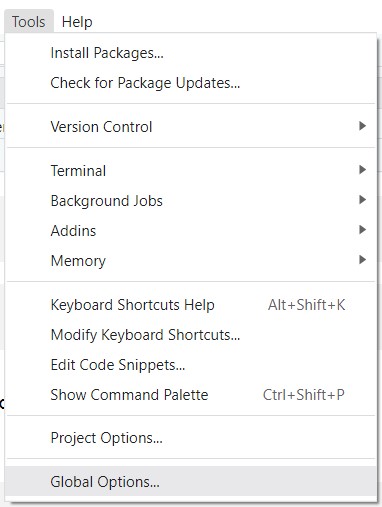 Tools Help
Install Packages...
Check for Package Updates...
Version Control
Terminal
Background Jobs
Addins
Memory
Keyboard Shortcuts Help Alt+Shift+K
Modify Keyboard Shortcuts...
Edit Code Snippets...
Show Command Palette Ctrl+Shift+P
Project Options...
Global Options...